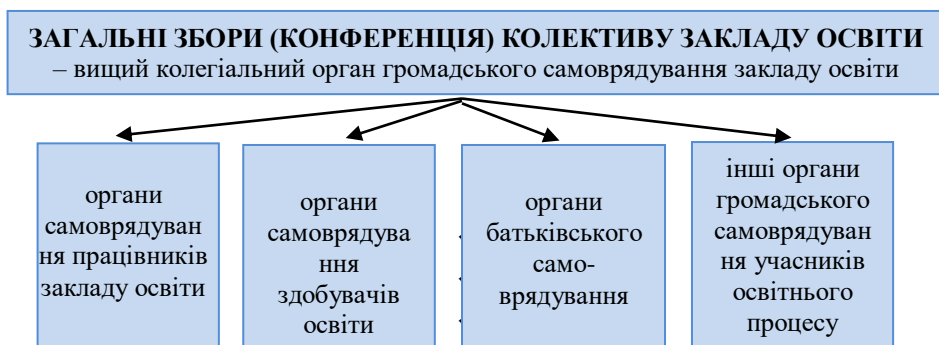 ЗАГАЛЬНІ ЗБОРИ (КОНФЕРЕНЦІЯ) КОЛЕКТИВУ ЗАКЛАДУ ОСВІТИ
– вищий колегіальний орган громадського самоврядування закладу освіти
органи
самоврядуван
ня працівників
закладу освіти
органи
самоврядува
ння
здобувачів
освіти
органи
батьківського
само-
врядування
інші органи
громадського
самоврядуван
ня учасників
освітнього
процесу